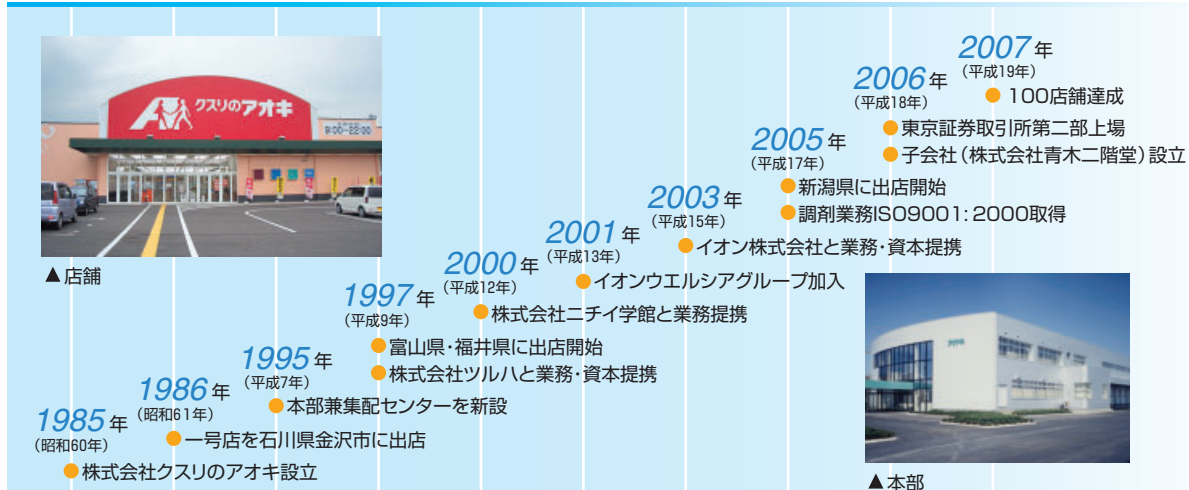 クスリのアオキ
9:00-22:00
▲店舗
1985年
(昭和60年)
株式会社クスリのアオキ設立
1986年
(昭和61年)
一号店を石川県金沢市に出店
1995年
(平成7年)
本部兼集配センターを新設
1997年
(平成9年)
富山県・福井県に出店開始
株式会社ツルハと業務・資本提携
2000年
(平成12年)
株式会社ニチイ学館と業務提携
2001年
(平成13年)
イオンウエルシアグループ加入
2003年
(平成15年)
イオン株式会社と業務・資本提携
2005年
(平成17年)
新潟県に出店開始
調剤業務ISO9001:2000取得
2006年
(平成18年)
東京証券取引所第二部上場
子会社(株式会社青木二階堂)設立
2007年
(平成19年)
100店舗達成
▲本部